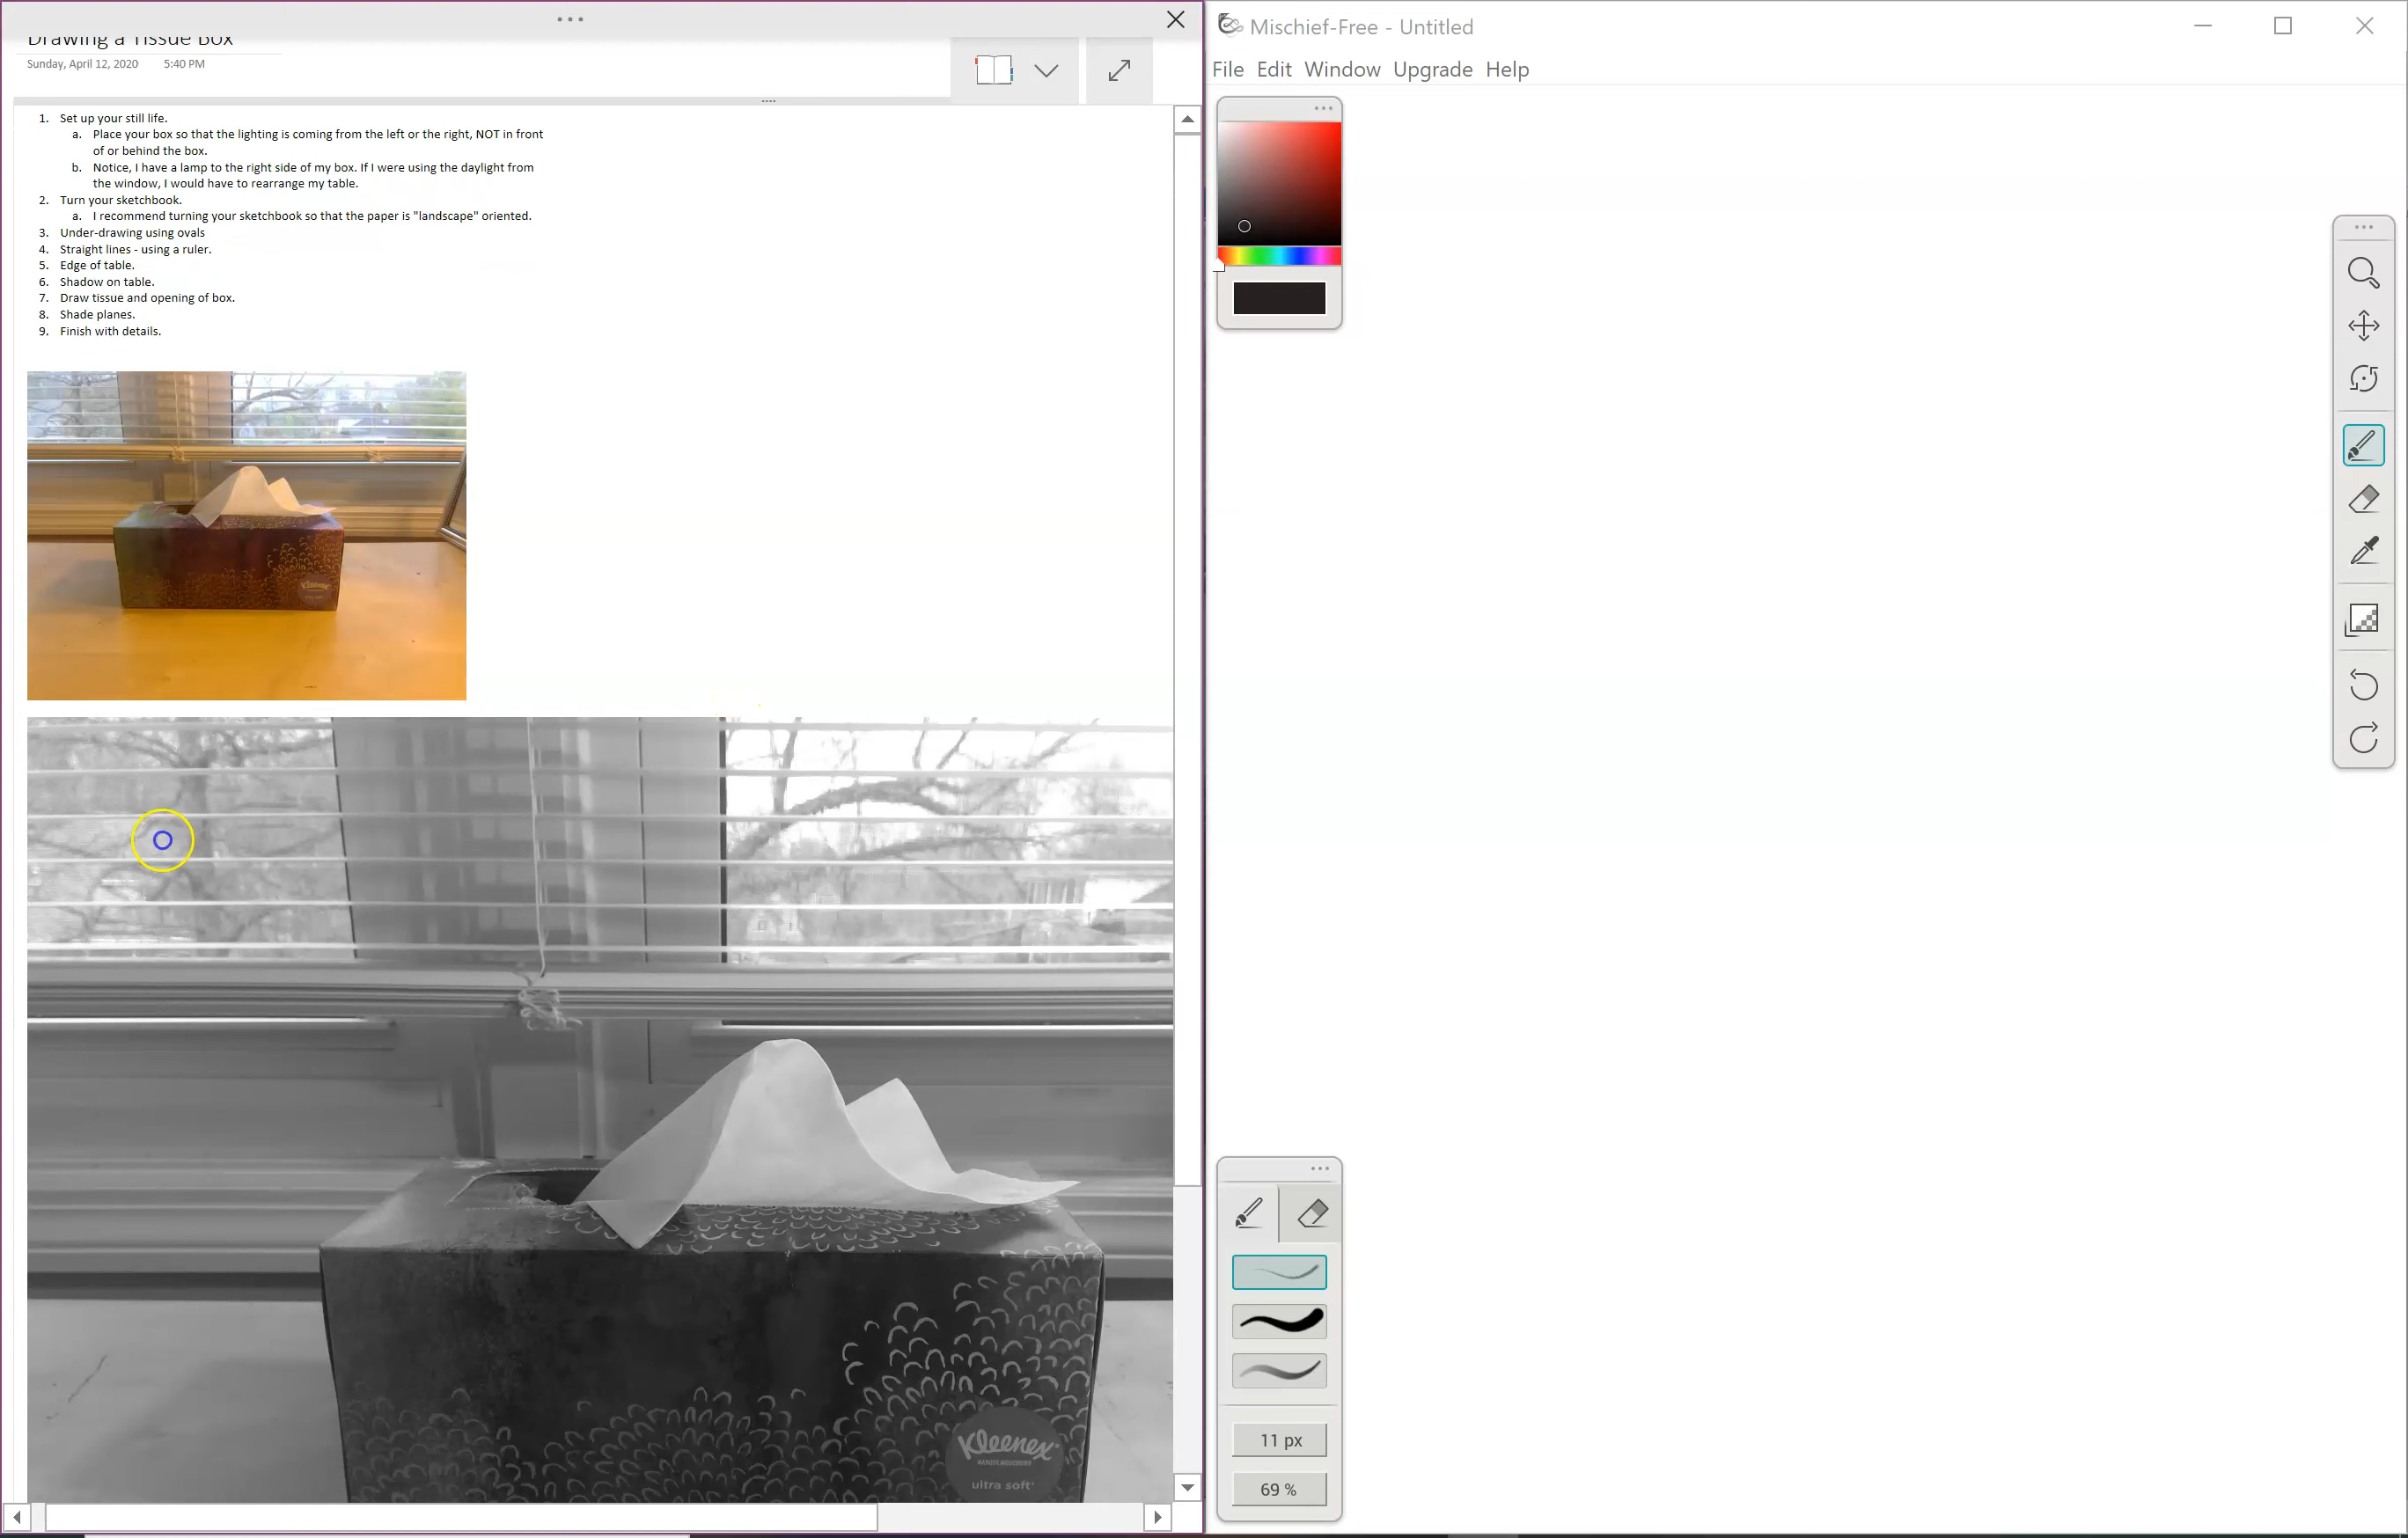 Drawing a Tissue Box
Sunday, April 12, 2020 5:40 PM
1. Set up your still life.
a. Place your box so that the lighting is coming from the left or the right, NOT in front
of or behind the box.
b. Notice, I have a lamp to the right side of my box. If I were using the daylight from
the window, I would have to rearrange my table.
2. Turn your sketchbook.
a. I recommend turning your sketchbook so that the paper is "landscape" oriented.
3. Under-drawing using ovals
4. Straight lines - using a ruler.
5. Edge of table.
6. Shadow on table.
7. Draw tissue and opening of box.
8. Shade planes.
9. Finish with details.
Kleenex
Kleenex
ultra soft
Mischief-Free - Untitled
File Edit Window Upgrade Help
11 px
69 %